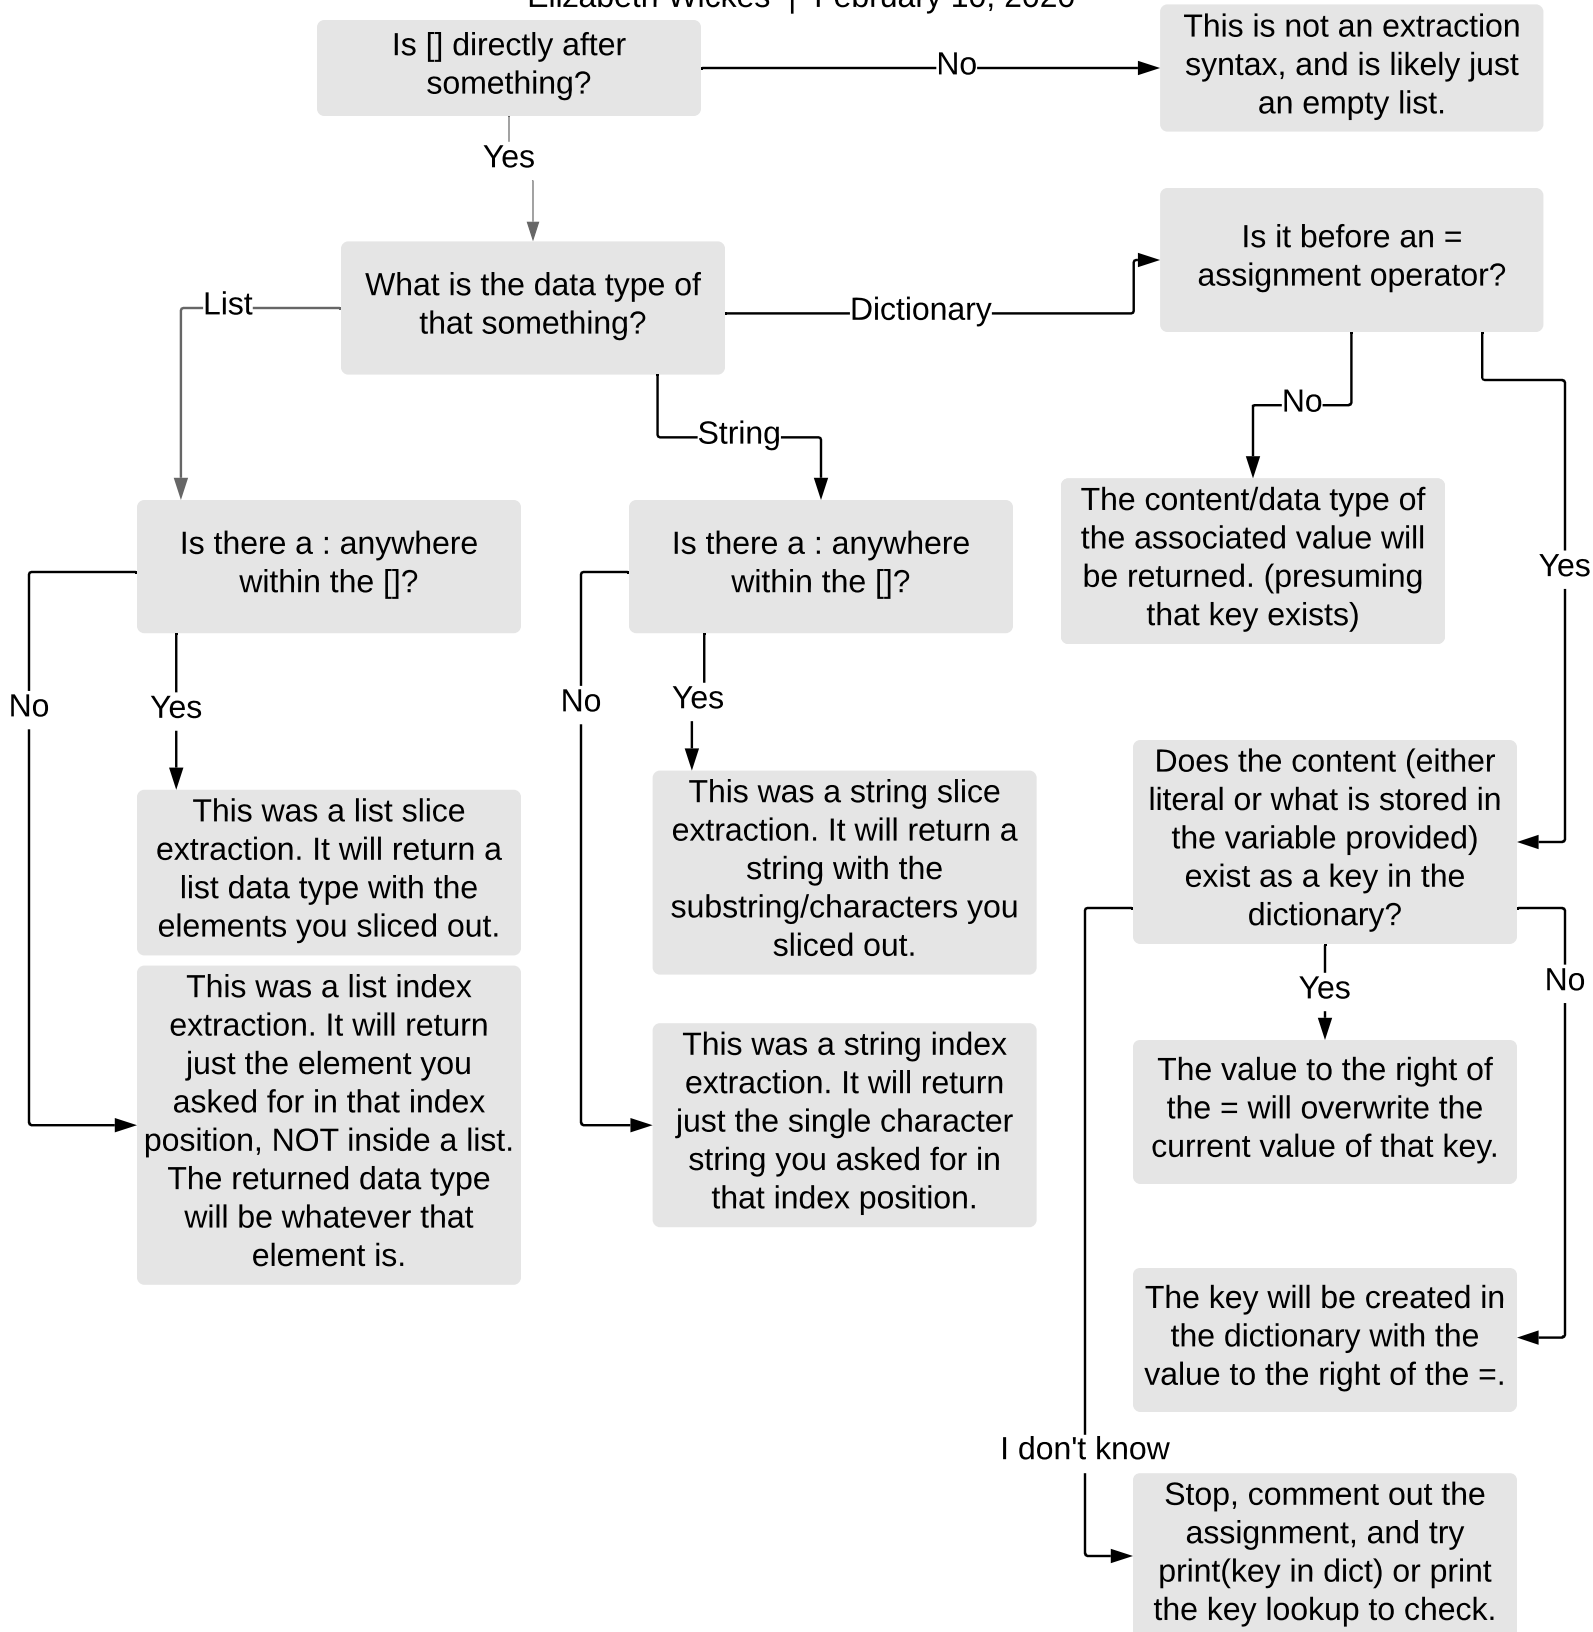 Elizabeth Wickes | February 10, 2020
Is [] directly after
something?
No
This is not an extraction
syntax, and is likely just
an empty list.
Yes
What is the data type of
that something?
List
Dictionary
String
Is it before an =
assignment operator?
No
Yes
The content/data type of
the associated value will
be returned. (presuming
that key exists)
Is there a : anywhere
within the []?
No
Yes
This was a list slice
extraction. It will return a
list data type with the
elements you sliced out.
This was a list index
extraction. It will return
just the element you
asked for in that index
position, NOT inside a list.
The returned data type
will be whatever that
element is.
Is there a : anywhere
within the []?
No
Yes
This was a string slice
extraction. It will return a
string with the
substring/characters you
sliced out.
This was a string index
extraction. It will return
just the single character
string you asked for in
that index position.
Does the content (either
literal or what is stored in
the variable provided)
exist as a key in the
dictionary?
Yes
No
The value to the right of
the = will overwrite the
current value of that key.
The key will be created in
the dictionary with the
value to the right of the =.
I don't know
Stop, comment out the
assignment, and try
print(key in dict) or print
the key lookup to check.